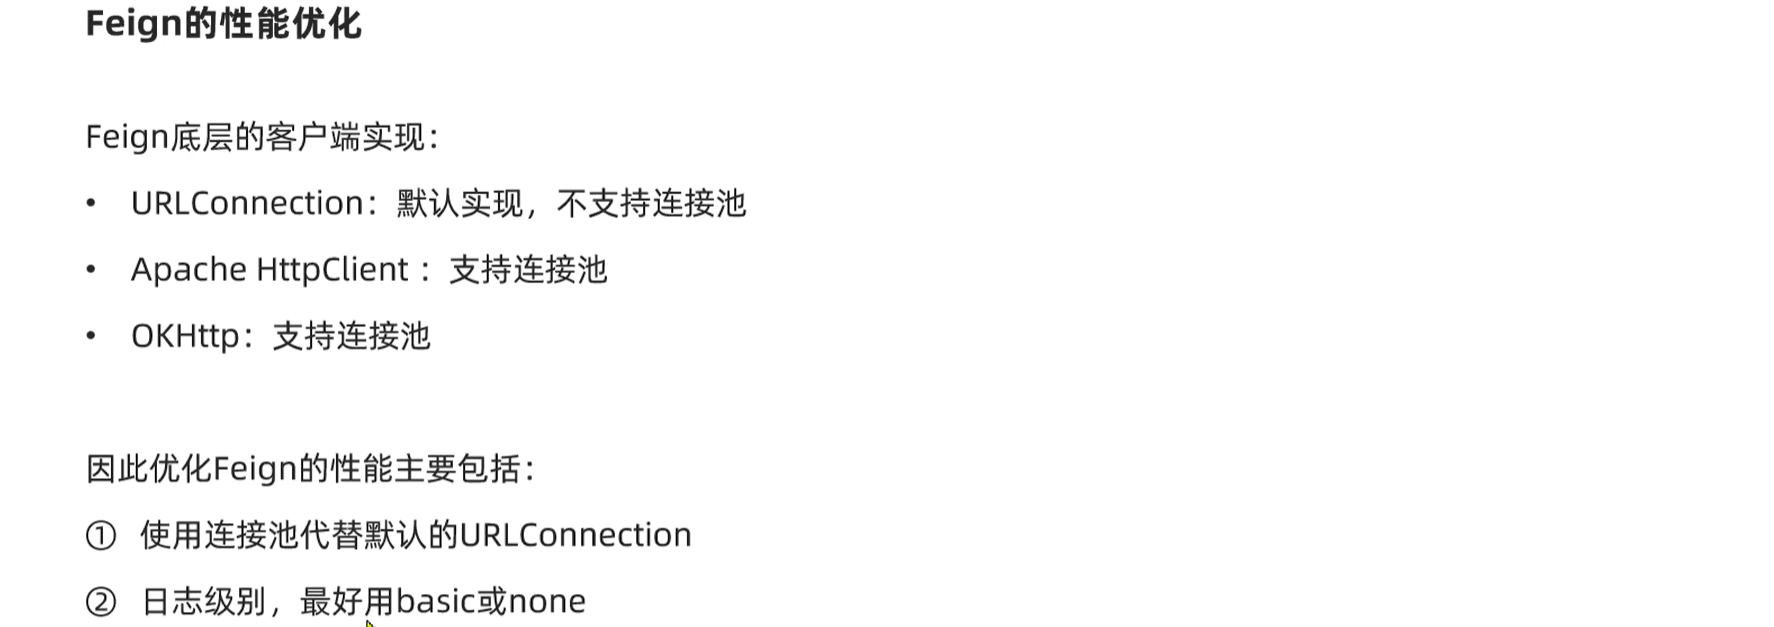 Feign的性能优化
Feign底层的客户端实现：
• URLConnection：默认实现，不支持连接池
• Apache HttpClient ：支持连接池
• OKHttp：支持连接池
因此优化Feign的性能主要包括：
① 使用连接池代替默认的URLConnection
② 日志级别，最好用basic或none